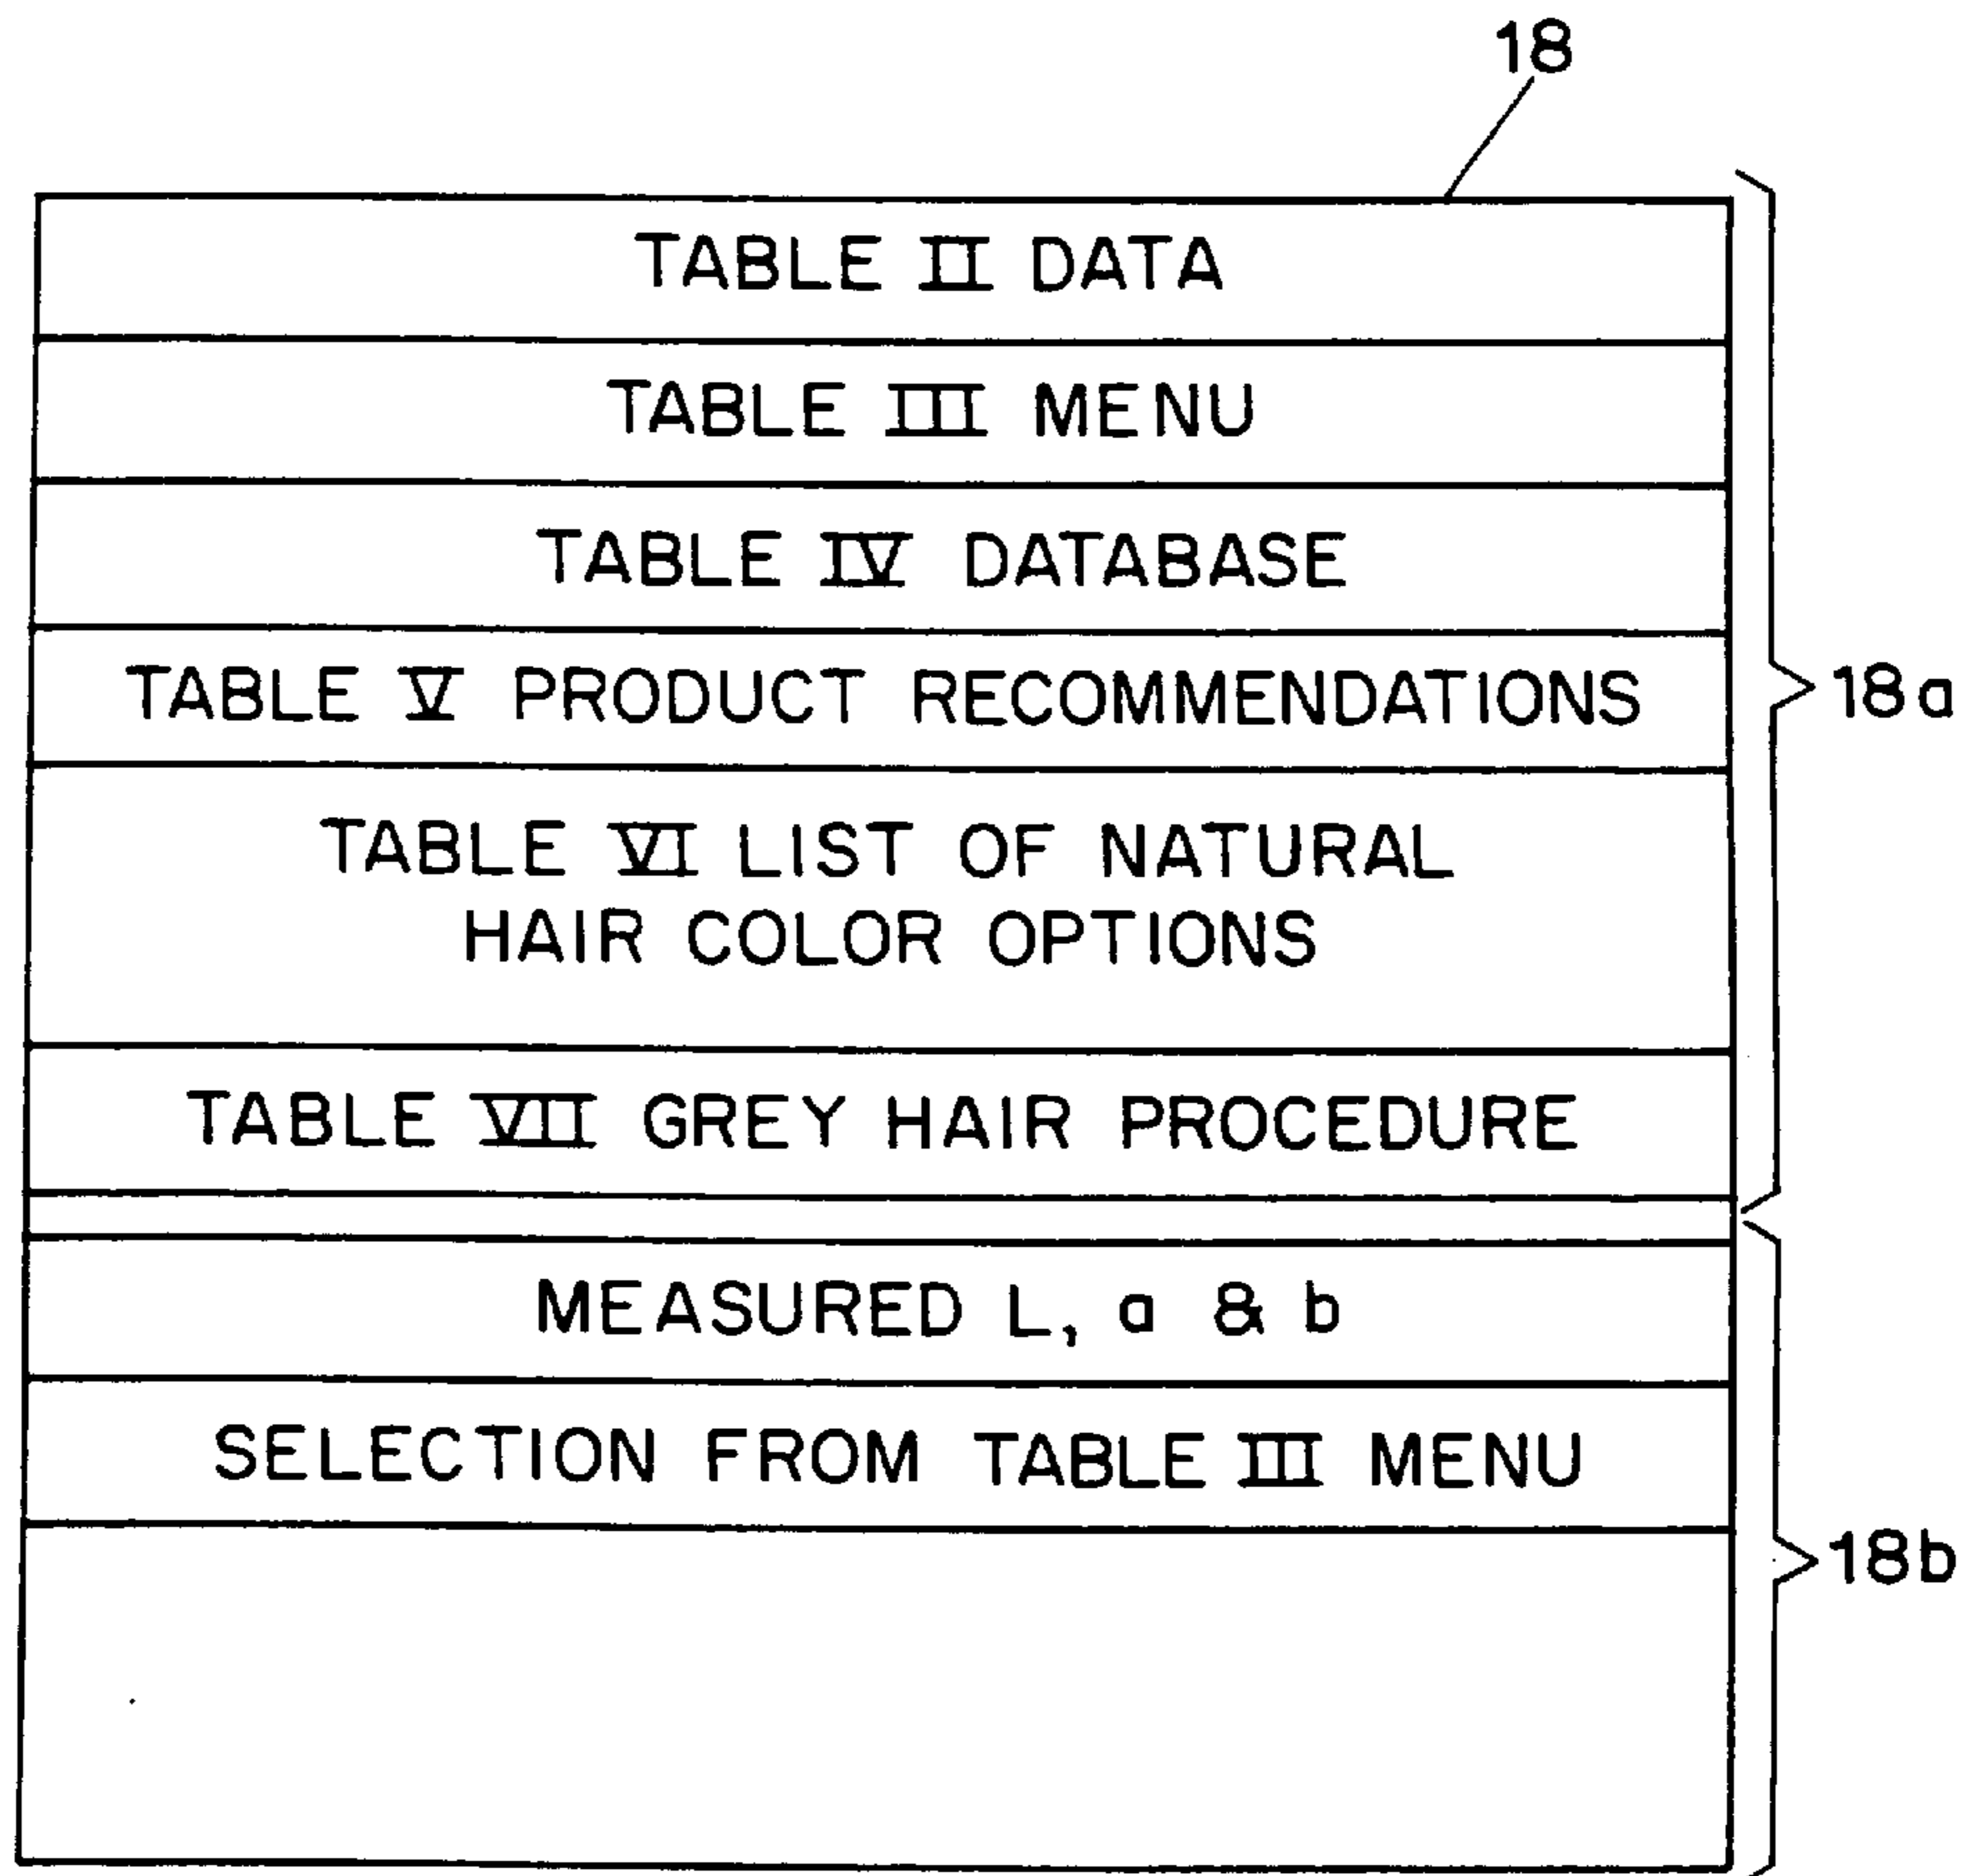 18
TABLE II DATA
TABLE III MENU
TABLE IV DATABASE
TABLE V PRODUCT RECOMMENDATIONS
18a
TABLE VI LIST OF NATURAL
HAIR COLOR OPTIONS
TABLE VII GREY HAIR PROCEDURE
MEASURED L, a & b
SELECTION FROM TABLE III MENU
18b